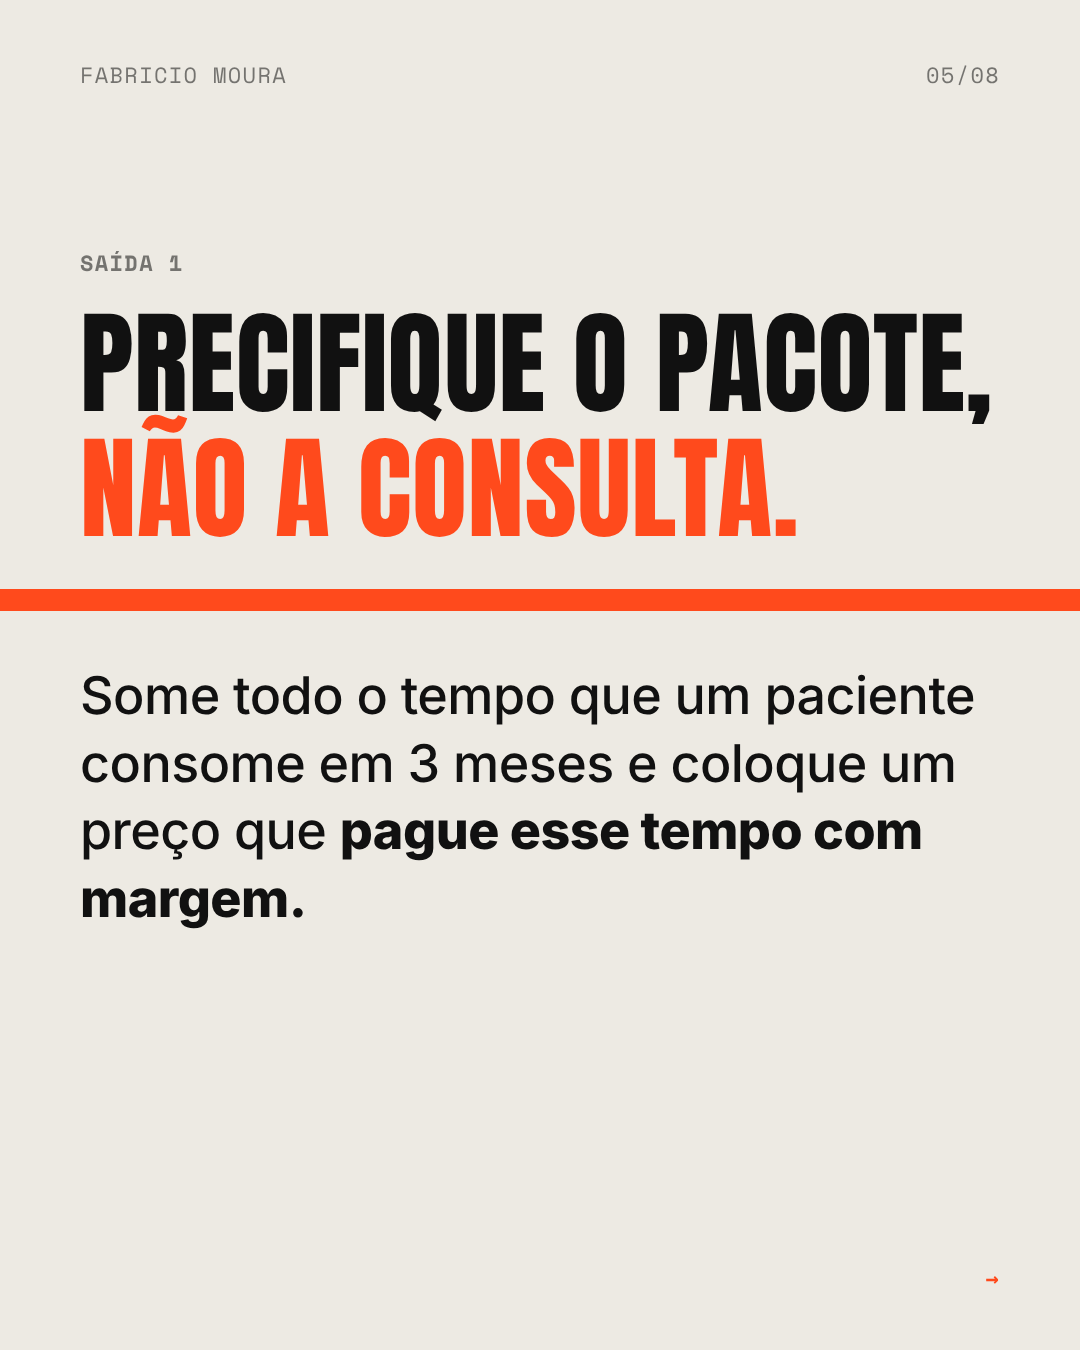 FABRICIO MOURA
05/08
SAÍDA 1
PRECIFIQUE O PACOTE,
NÃO A CONSULTA.
Some todo o tempo que um paciente
consome em 3 meses e coloque um
preço que pague esse tempo com
margem.
→